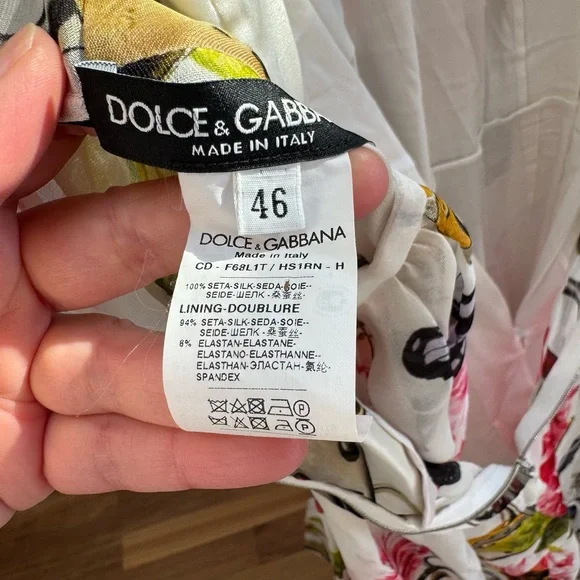 DOLCE & GABBANA
MADE IN ITALY
46
DOLCE & GABBANA
Made in Italy
CD - F68L1T / HS1RN - H
100% SETA-SILK-SEDA-SOIE--
SEIDE-ШЕЛК -桑蚕丝-
LINING-DOUBLURE
94% SETA-SILK-SEDA-SOIE--
SEIDE-ШЕЛК -桑蚕丝-
6% ELASTAN-ELASTANE-
ELASTANO-ELASTHANNE--
ELASTHAN-ЭЛАСТАН-氨纶-
SPANDEX
P